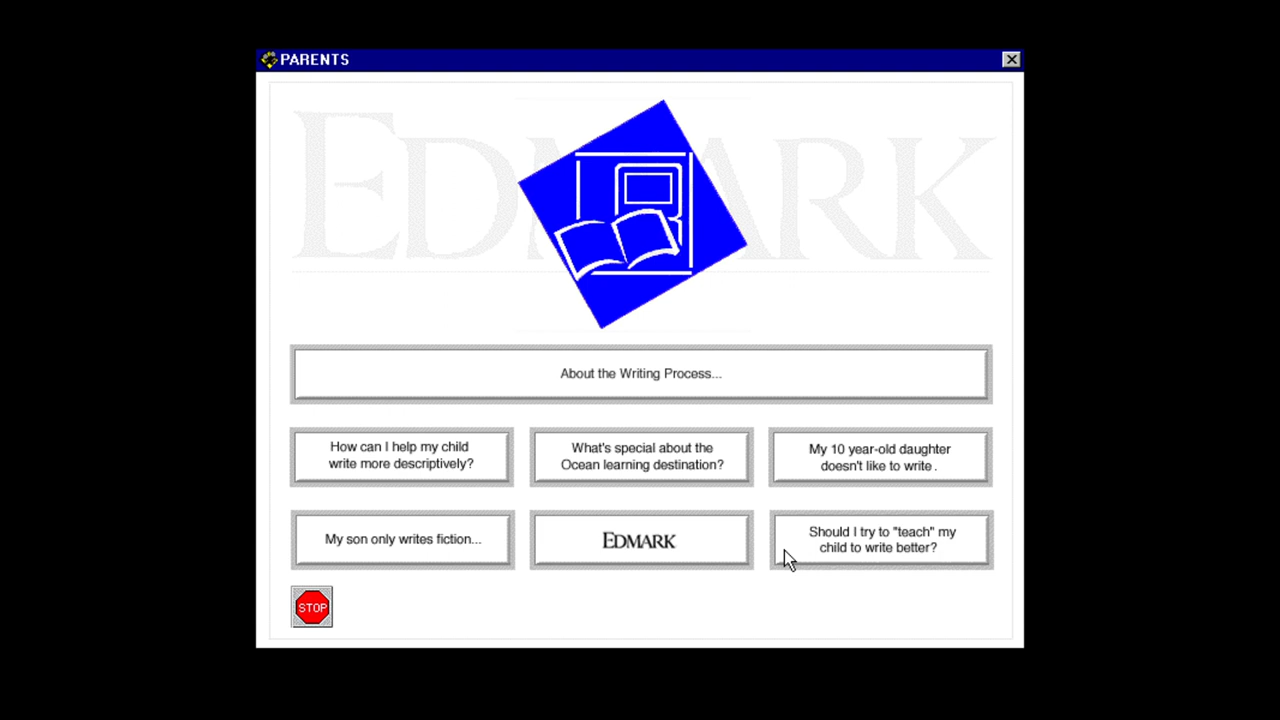 PARENTS
EDMARK
About the Writing Process...
How can I help my child
write more descriptively?
What's special about the
Ocean learning destination?
My 10 year-old daughter
doesn't like to write.
My son only writes fiction...
EDMARK
Should I try to "teach" my
child to write better?
STOP